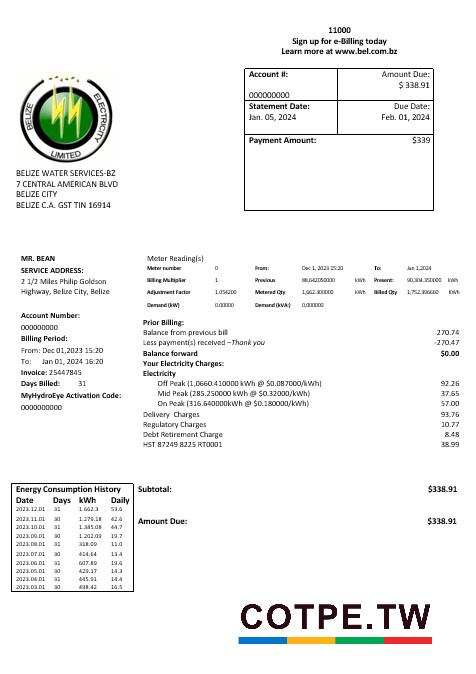 11000
Sign up for e-Billing today
Learn more at www.bel.com.bz
Account #:
000000000
Amount Due:
$ 338.91
Statement Date:
Jan. 05, 2024
Due Date:
Feb. 01, 2024
Payment Amount: $339
BELIZE ELECTRICITY LIMITED
BELIZE WATER SERVICES-BZ
7 CENTRAL AMERICAN BLVD
BELIZE CITY
BELIZE C.A. GST TIN 16914
MR. BEAN
SERVICE ADDRESS:
2 1/2 Miles Philip Goldson
Highway, Belize City, Belize
Account Number:
000000000
Billing Period:
From: Dec 01,2023 15:20
To: Jan 01, 2024 16:20
Invoice: 25447845
Days Billed: 31
MyHydroEye Activation Code:
0000000000
Meter Reading(s)
Meter number 0 From: Dec 1, 2023 15:20 To: Jan 1,2024
Billing Multiplier 1 Previous 88,642050000 kWh Present: 90,304.350000 kWh
Adjustment Factor 1.054200 Metered Qty 1,662.300000 kWh Billed Qty 1,752.396660 kWh
Demand (kW) 0.00000 Demand (kVA:) 0,000000
Prior Billing:
Balance from previous bill 270.74
Less payment(s) received –Thank you -270.47
Balance forward $0.00
Your Electricity Charges:
Electricity
Off Peak (1,0660.410000 kWh @ $0.087000/kWh) 92.26
Mid Peak (285.250000 kWh @ $0.32000/kWh) 37.65
On Peak (316.640000kWh @ $0.180000/kWh) 57.00
Delivery Charges 93.76
Regulatory Charges 10.77
Debt Retirement Charge 8.48
HST 87249 8225 RT0001 38.99
Energy Consumption History
Date Days kWh Daily
2023.12.01 31 1.662.3 53.6
2023.11.01 30 1.279.18 42.6
2023.10.01 31 1.385.08 44.7
2023.09.01 30 1.202.09 19.7
2023.08.01 31 318.09 11.0
2023.07.01 30 414.64 13.4
2023.06.01 31 607.89 19.6
2023.05.01 30 429.17 14.3
2023.04.01 31 445.91 14.4
2023.03.01 30 498.42 16.5
Subtotal: $338.91
Amount Due: $338.91
COTPE.TW